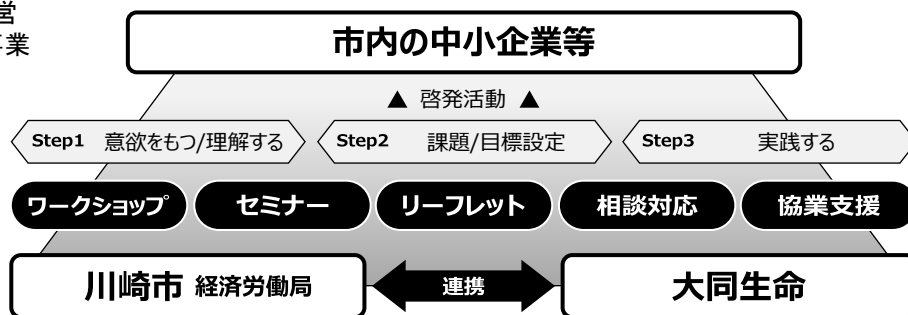 営
業
市内の中小企業等
▲ 啓発活動 ▲
Step1 意欲をもつ/理解する
Step2 課題/目標設定
Step3 実践する
ワークショップ
セミナー
リーフレット
相談対応
協業支援
川崎市 経済労働局
連携
大同生命